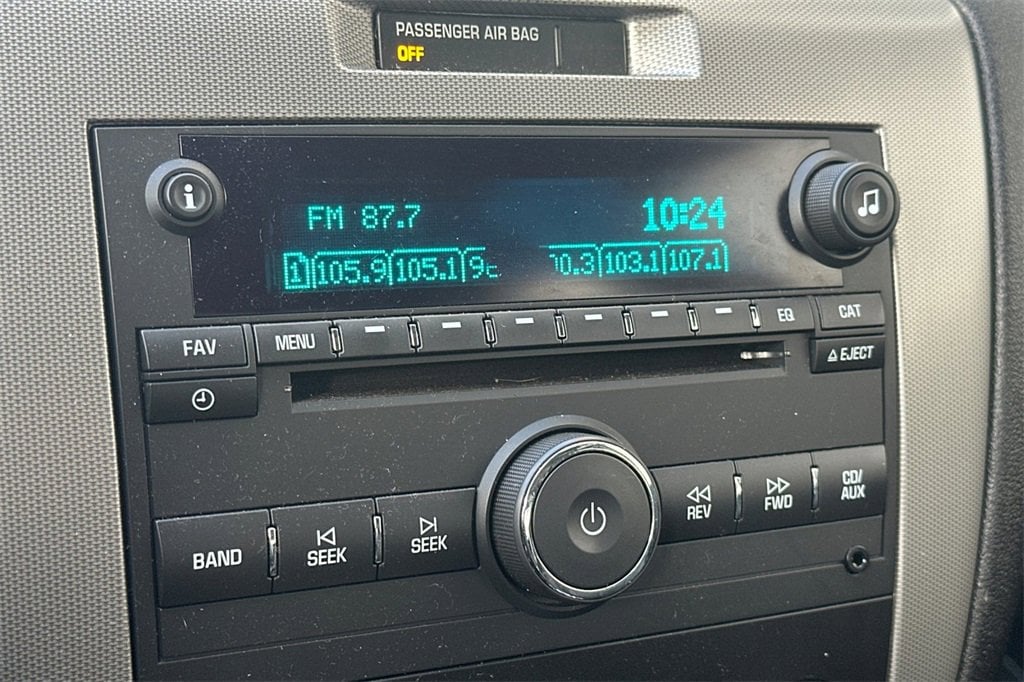 PASSENGER AIR BAG
OFF
i
FM 87.7 10:24
1 105.9 105.1 103.1 107.1
FAV MENU EQ CAT
EJECT
BAND SEEK SEEK REV FWD CD/AUX